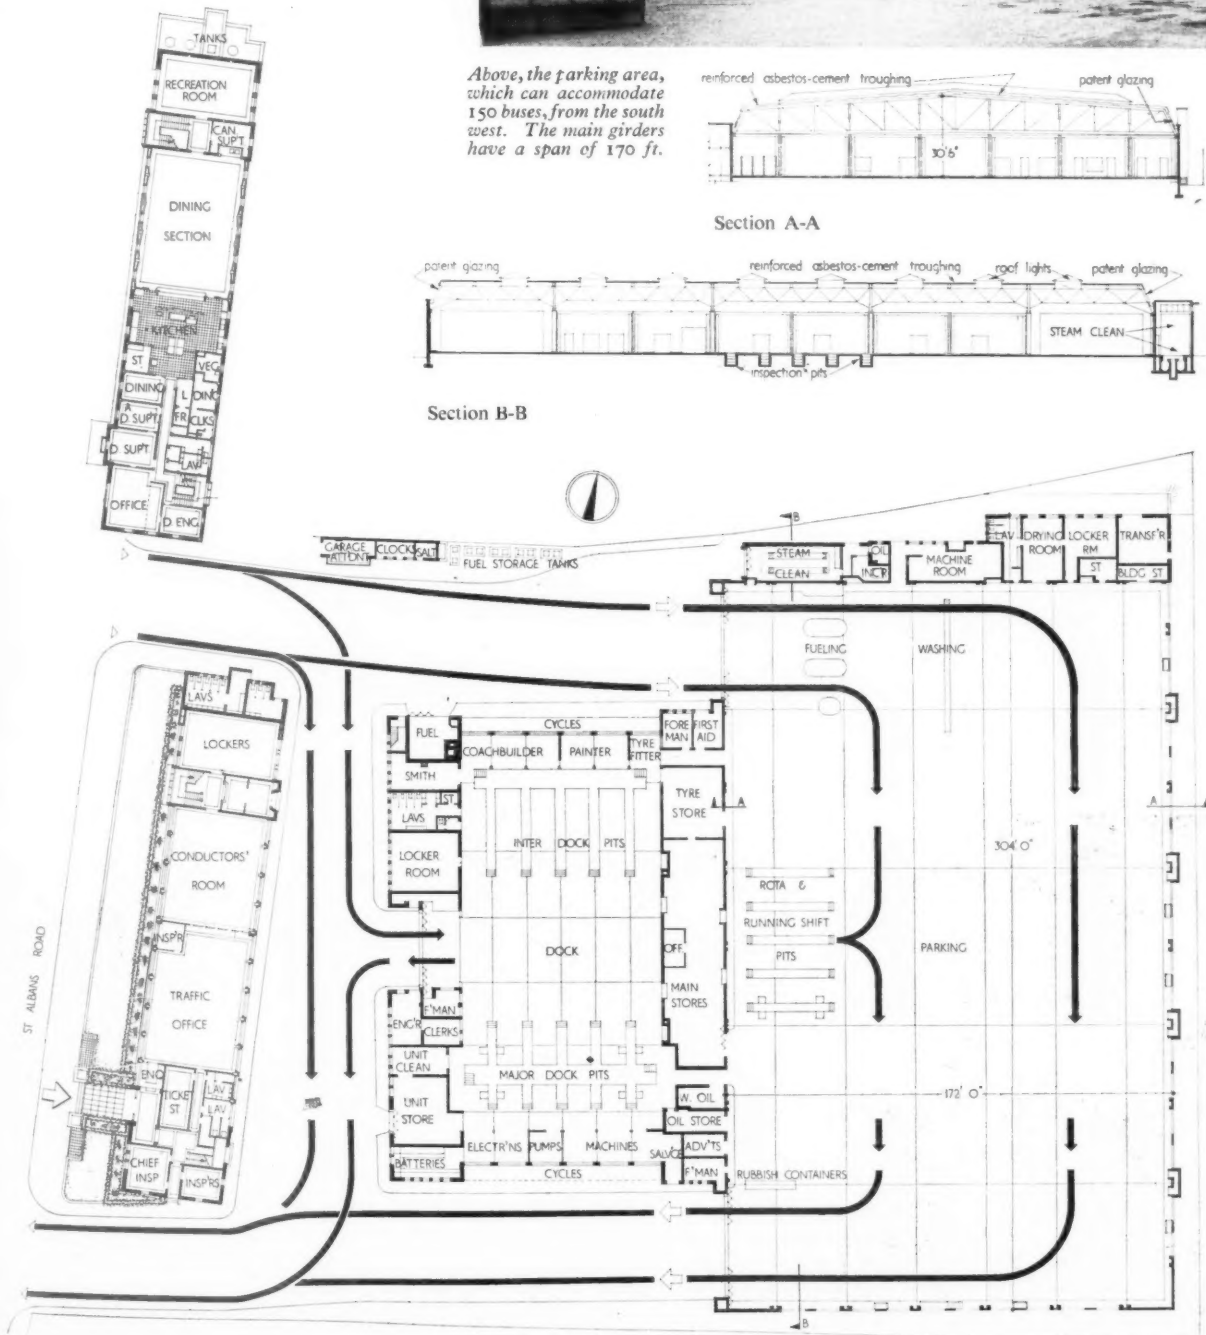 Above, the parking area,
which can accommodate
150 buses, from the south
west. The main girders
have a span of 170 ft.
reinforced asbestos-cement troughing
patent glazing
30'6"
Section A-A
patent glazing
reinforced asbestos-cement troughing
roof lights
patent glazing
STEAM CLEAN
inspection pits
Section B-B
TANKS
RECREATION
ROOM
CAN.
SUP'T
DINING
SECTION
KITCHEN
ST.
VEG.
DINING
L
DING
A
D. SUPT.
FR.
CLKS
D. SUP'T.
LAV
OFFICE
D. ENG.
GARAGE
ATT'DNT
CLOCKS
SALT
FUEL STORAGE TANKS
B
STEAM
CLEAN
OIL
INC'R
MACHINE
ROOM
LAV.
DRYING
ROOM
LOCKER
RM
ST
TRANSF'R
BLDG ST
FUELING
WASHING
LAVS
LOCKERS
CONDUCTORS'
ROOM
INSP'R
TRAFFIC
OFFICE
ENQ
TICKET
ST
LAV.
LAV
CHIEF
INSP
INSP'RS
ST ALBANS ROAD
FUEL
CYCLES
COACHBUILDER
PAINTER
TYRE
FITTER
FORE
MAN
FIRST
AID
SMITH
ST.
LAVS
LOCKER
ROOM
TYRE
STORE
A
A
A
A
INTER DOCK PITS
304' 0"
ROTA &
RUNNING SHIFT
PITS
DOCK
OFF.
MAIN
STORES
PARKING
ENG'R
F'MAN
CLERKS
UNIT
CLEAN
MAJOR DOCK PITS
UNIT
STORE
W. OIL
OIL STORE
172' 0"
BATTERIES
ELECTR'NS
PUMPS
MACHINES
SALV'GE
ADV'TS
F'MAN
CYCLES
RUBBISH CONTAINERS
B